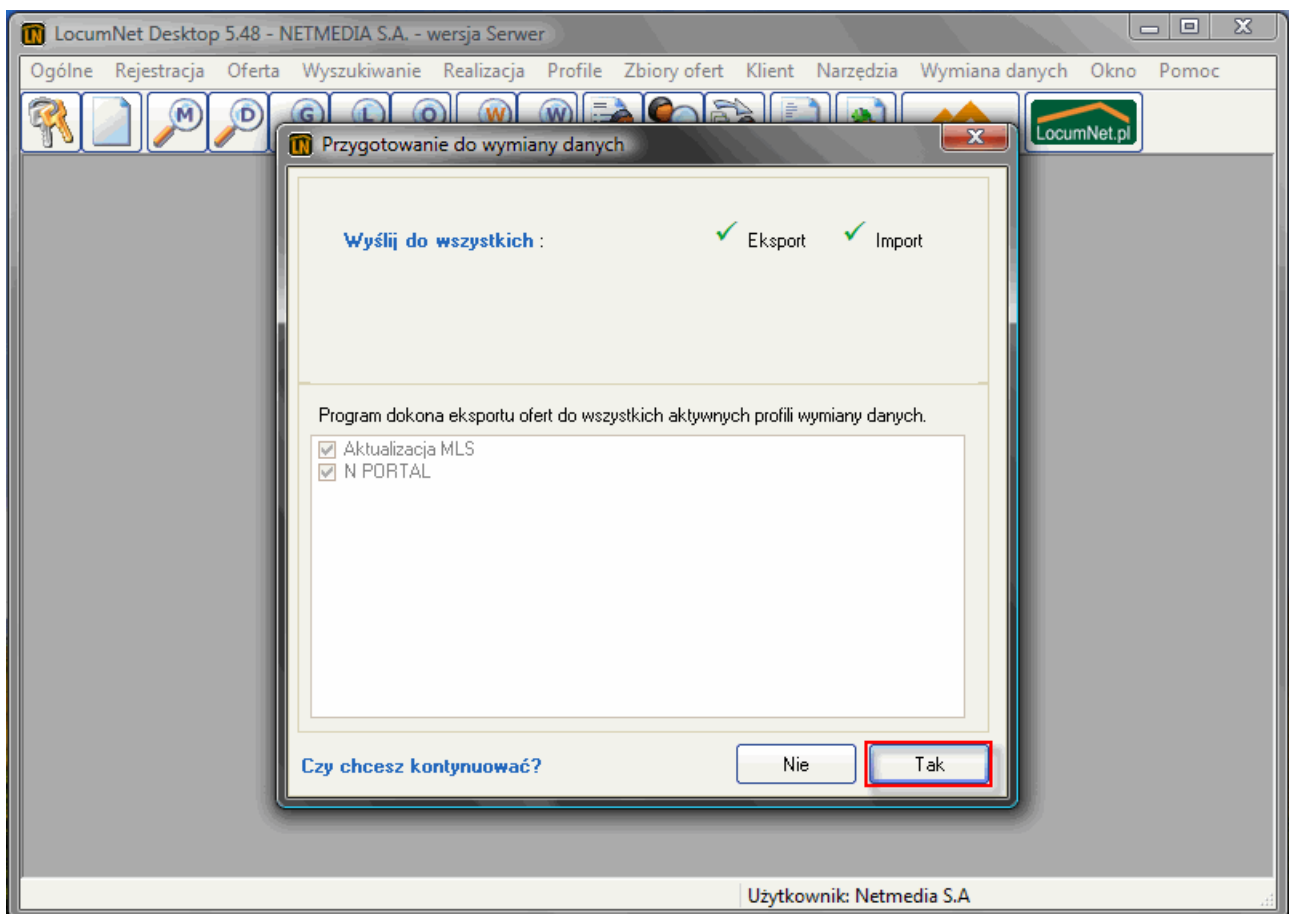 LocumNet Desktop 5.48 - NETMEDIA S.A. - wersja Serwer
Ogólne Rejestracja Oferta Wyszukiwanie Realizacja Profile Zbiory ofert Klient Narzędzia Wymiana danych Okno Pomoc
M D G L O W W LocumNet.pl
Przygotowanie do wymiany danych
Wyślij do wszystkich : Eksport Import
Program dokona eksportu ofert do wszystkich aktywnych profili wymiany danych.
Aktualizacja MLS
N PORTAL
Czy chcesz kontynuować? Nie Tak
Użytkownik: Netmedia S.A